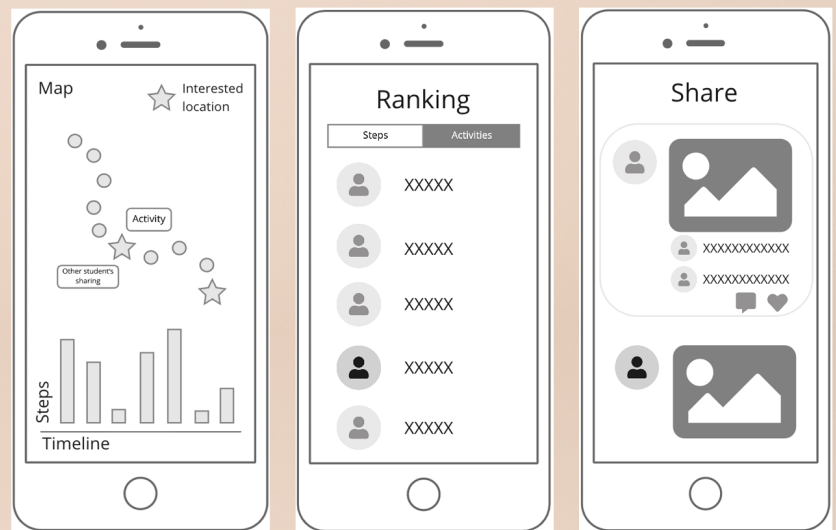 Map
Interested
location
Activity
Other student's
sharing
Steps
Timeline
Ranking
Steps
Activities
XXXXX
XXXXX
XXXXX
XXXXX
XXXXX
Share
XXXXXXXXXXXX
XXXXXXXXXXXX